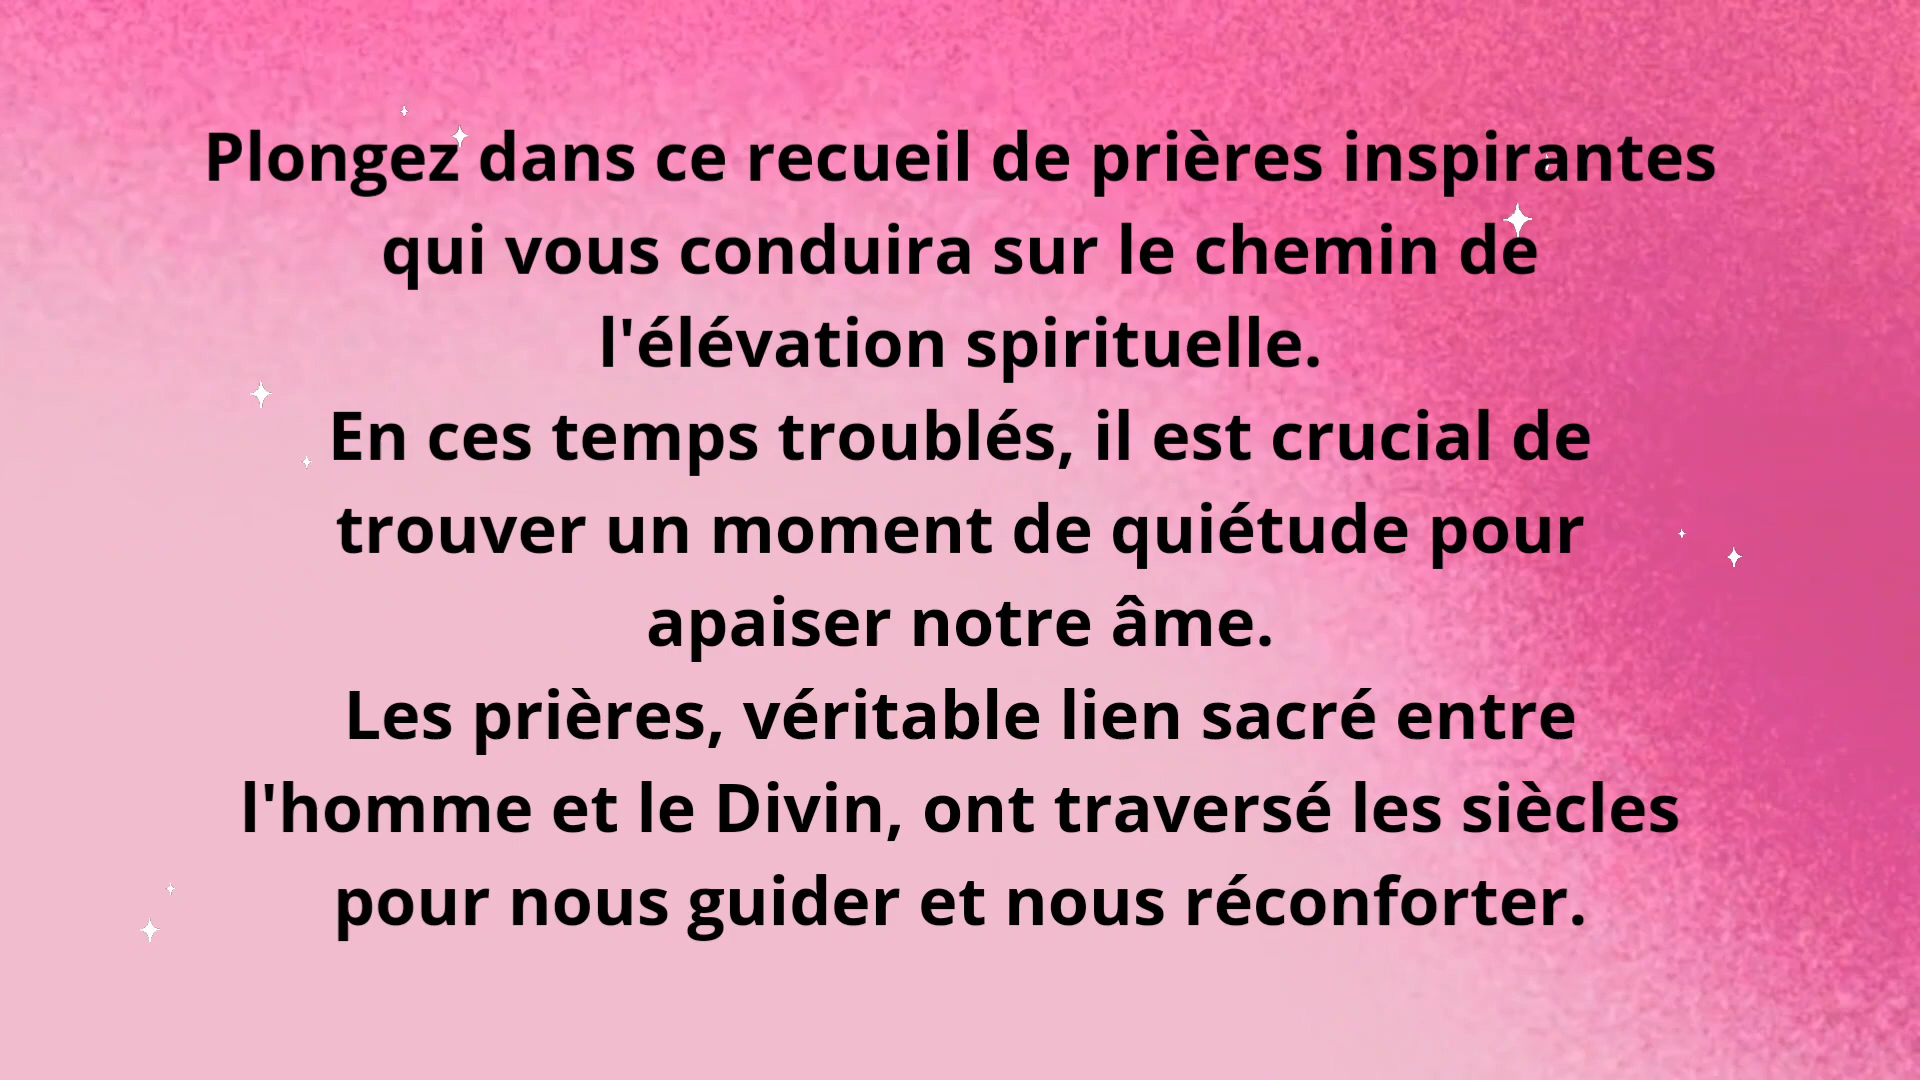 Plongez dans ce recueil de prières inspirantes
qui vous conduira sur le chemin de
l'élévation spirituelle.
En ces temps troublés, il est crucial de
trouver un moment de quiétude pour
apaiser notre âme.
Les prières, véritable lien sacré entre
l'homme et le Divin, ont traversé les siècles
pour nous guider et nous réconforter.